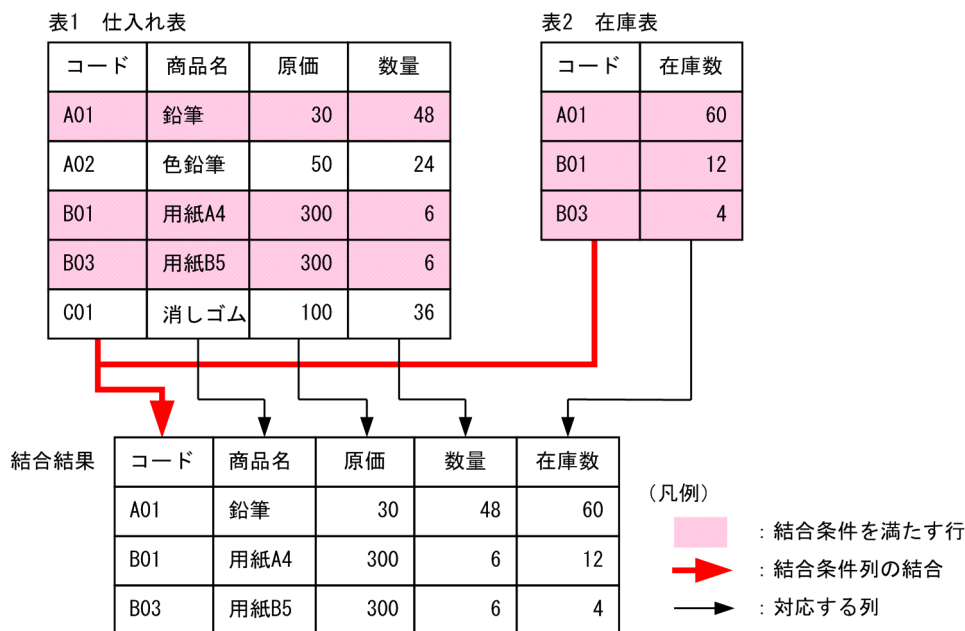 表1 仕入れ表
コード 商品名 原価 数量
A01 鉛筆 30 48
A02 色鉛筆 50 24
B01 用紙A4 300 6
B03 用紙B5 300 6
C01 消しゴム 100 36
表2 在庫表
コード 在庫数
A01 60
B01 12
B03 4
結合結果
コード 商品名 原価 数量 在庫数
A01 鉛筆 30 48 60
B01 用紙A4 300 6 12
B03 用紙B5 300 6 4
（凡例）
：結合条件を満たす行
：結合条件列の結合
：対応する列